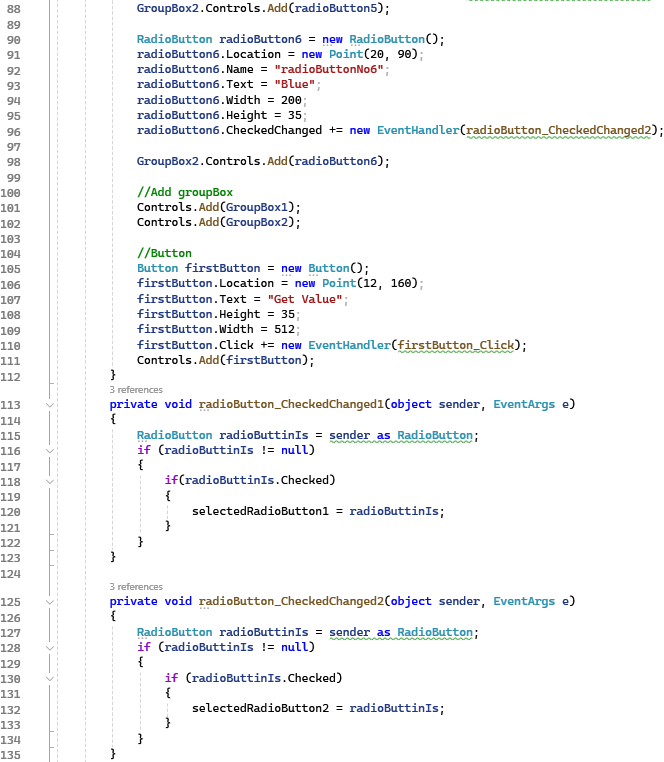 88 GroupBox2.Controls.Add(radioButton5);
89
90 RadioButton radioButton6 = new RadioButton();
91 radioButton6.Location = new Point(20, 90);
92 radioButton6.Name = "radioButtonNo6";
93 radioButton6.Text = "Blue";
94 radioButton6.Width = 200;
95 radioButton6.Height = 35;
96 radioButton6.CheckedChanged += new EventHandler(radioButton_CheckedChanged2);
97
98 GroupBox2.Controls.Add(radioButton6);
99
100 //Add groupBox
101 Controls.Add(GroupBox1);
102 Controls.Add(GroupBox2);
103
104 //Button
105 Button firstButton = new Button();
106 firstButton.Location = new Point(12, 160);
107 firstButton.Text = "Get Value";
108 firstButton.Height = 35;
109 firstButton.Width = 512;
110 firstButton.Click += new EventHandler(firstButton_Click);
111 Controls.Add(firstButton);
112 }
3 references
113 private void radioButton_CheckedChanged1(object sender, EventArgs e)
114 {
115 RadioButton radioButtinIs = sender as RadioButton;
116 if (radioButtinIs != null)
117 {
118 if(radioButtinIs.Checked)
119 {
120 selectedRadioButton1 = radioButtinIs;
121 }
122 }
123 }
124
3 references
125 private void radioButton_CheckedChanged2(object sender, EventArgs e)
126 {
127 RadioButton radioButtinIs = sender as RadioButton;
128 if (radioButtinIs != null)
129 {
130 if (radioButtinIs.Checked)
131 {
132 selectedRadioButton2 = radioButtinIs;
133 }
134 }
135 }